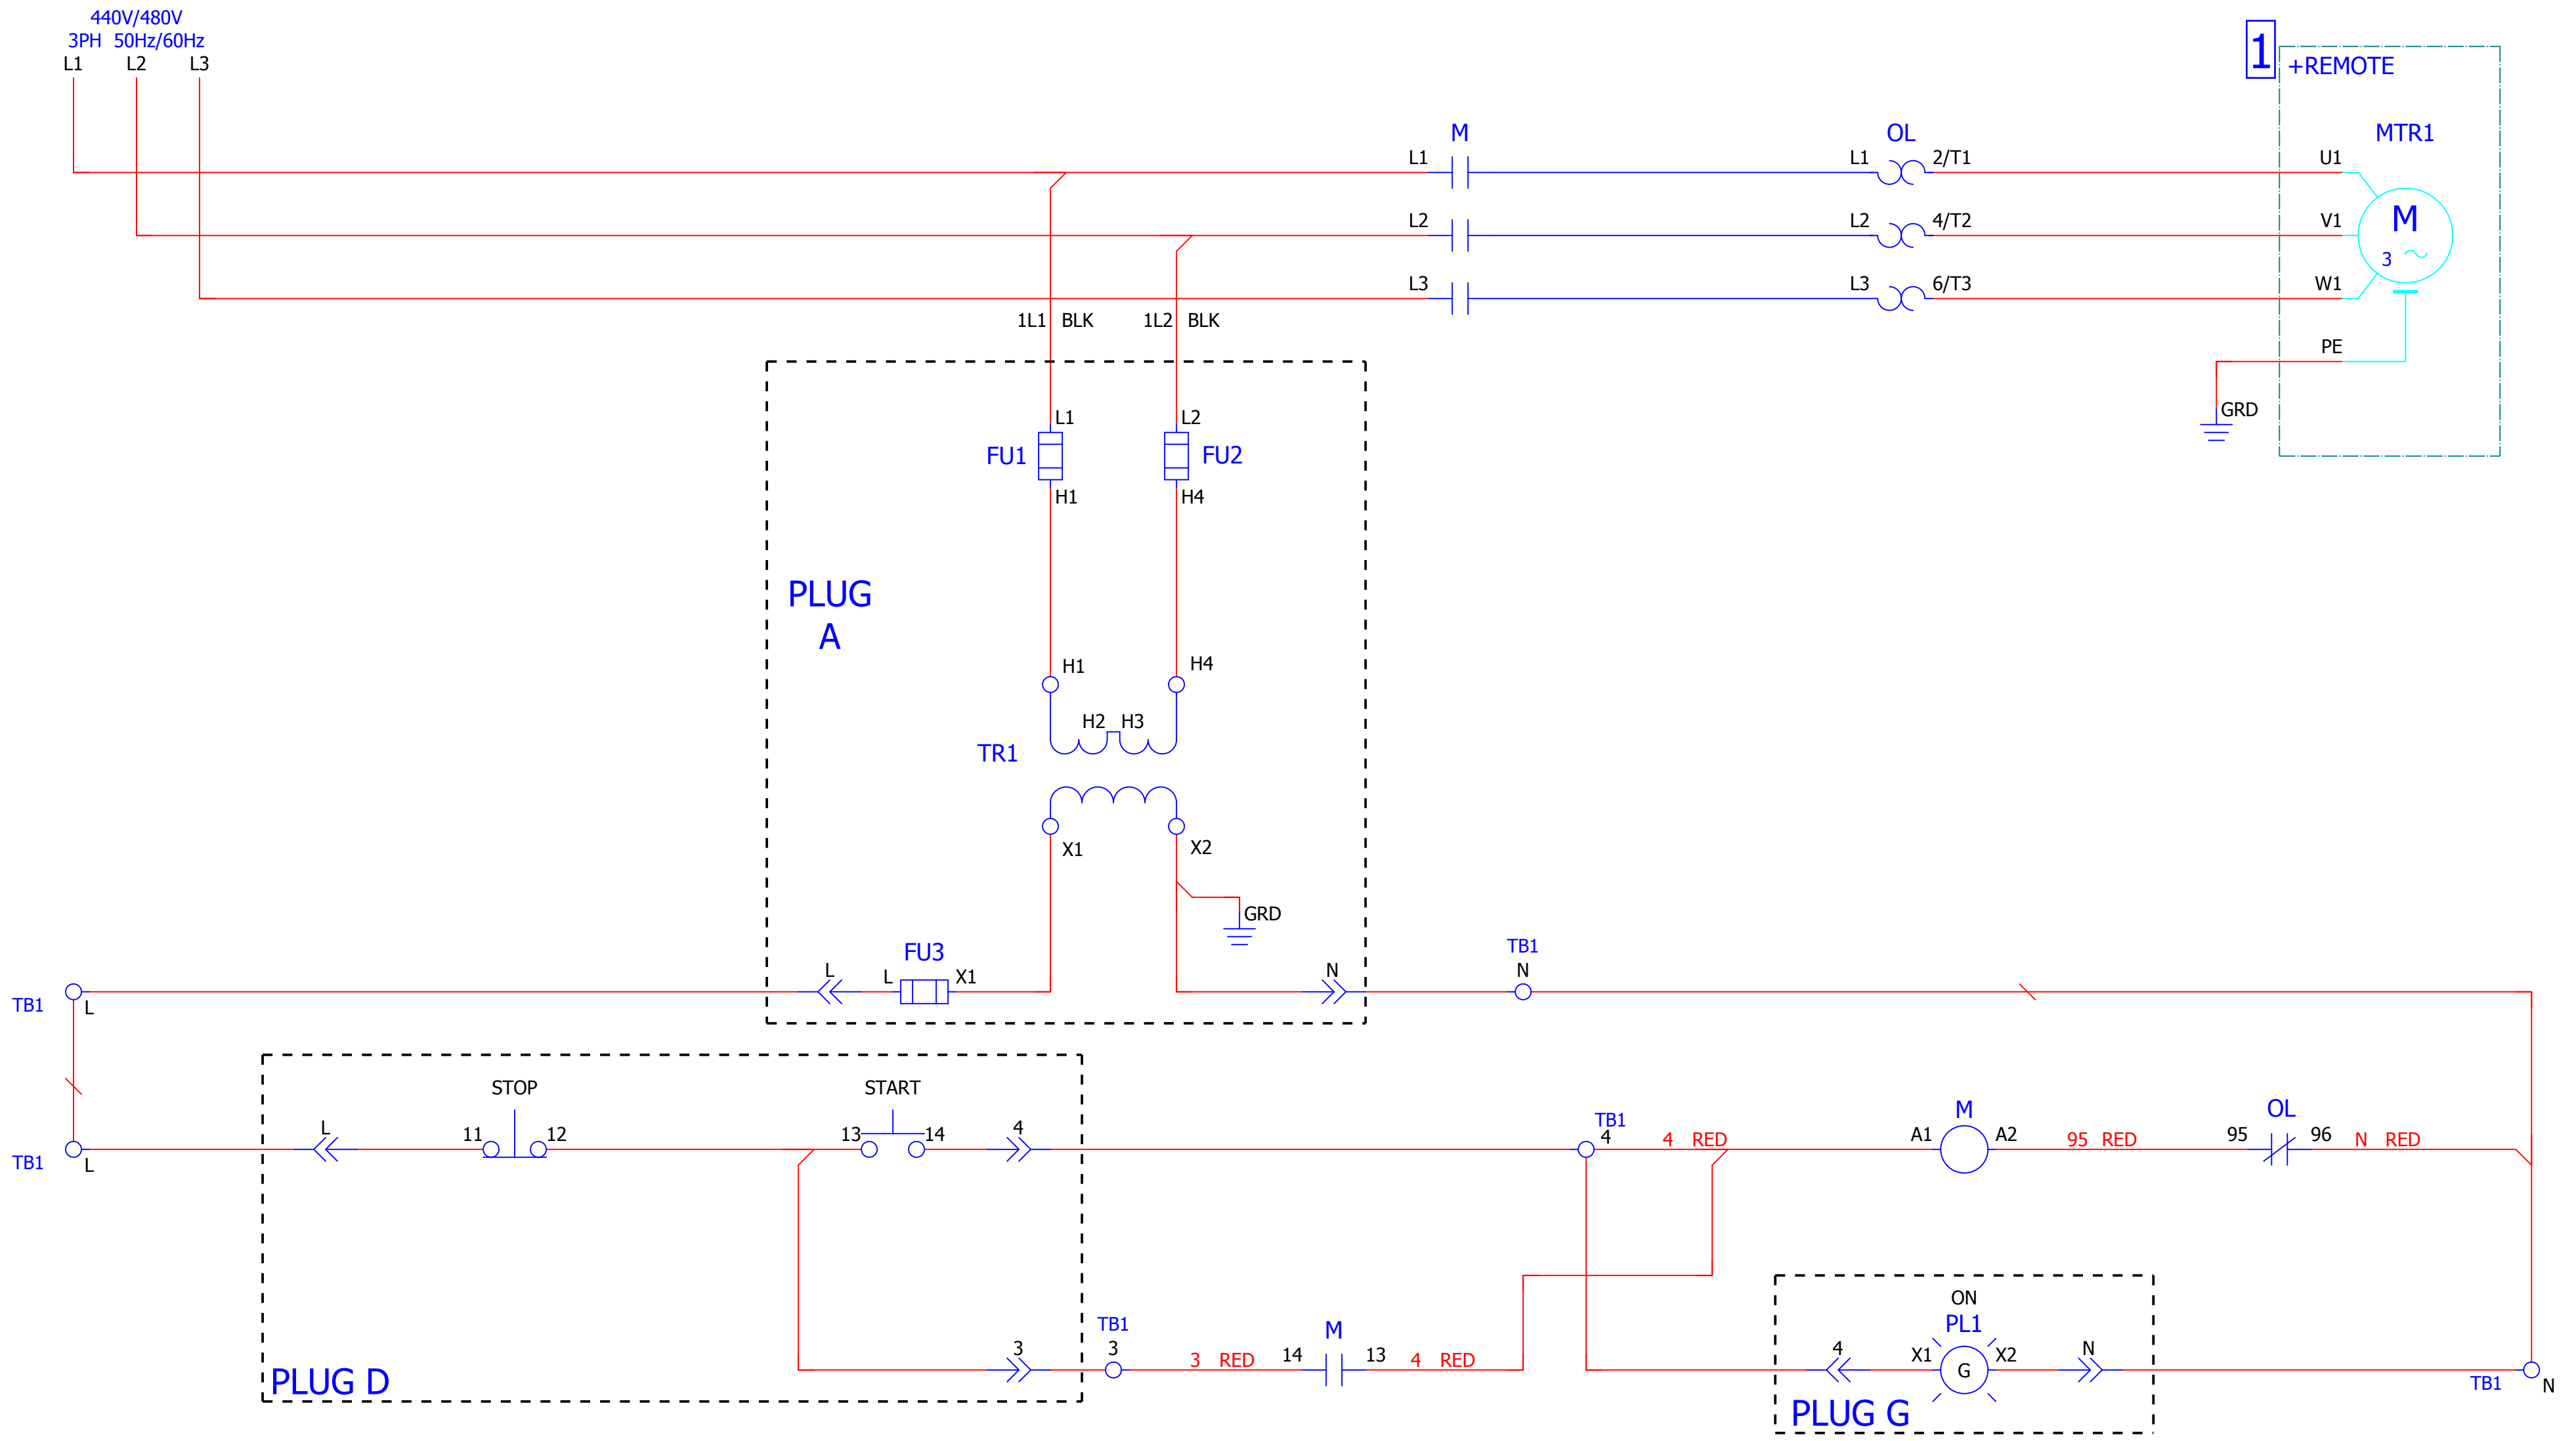 440V/480V
3PH 50Hz/60Hz
L1 L2 L3
1
+REMOTE
M OL MTR1
L1 L1 2/T1 U1
L2 L2 4/T2 V1
M
3
L3 L3 6/T3 W1
1L1 BLK 1L2 BLK
PE
GRD
L1 L2
FU1 FU2
H1 H4
PLUG
A
H1 H4
H2 H3
TR1
X1 X2
GRD
FU3 TB1
L L X1 N N
TB1 L
STOP START
TB1 M OL
L 11 12 13 14 4 4 4 RED A1 A2 95 RED 95 96 N RED
TB1 L
ON
TB1 M PL1
3 3 3 RED 14 13 4 RED 4 X1 G X2 N
PLUG D TB1 N
PLUG G